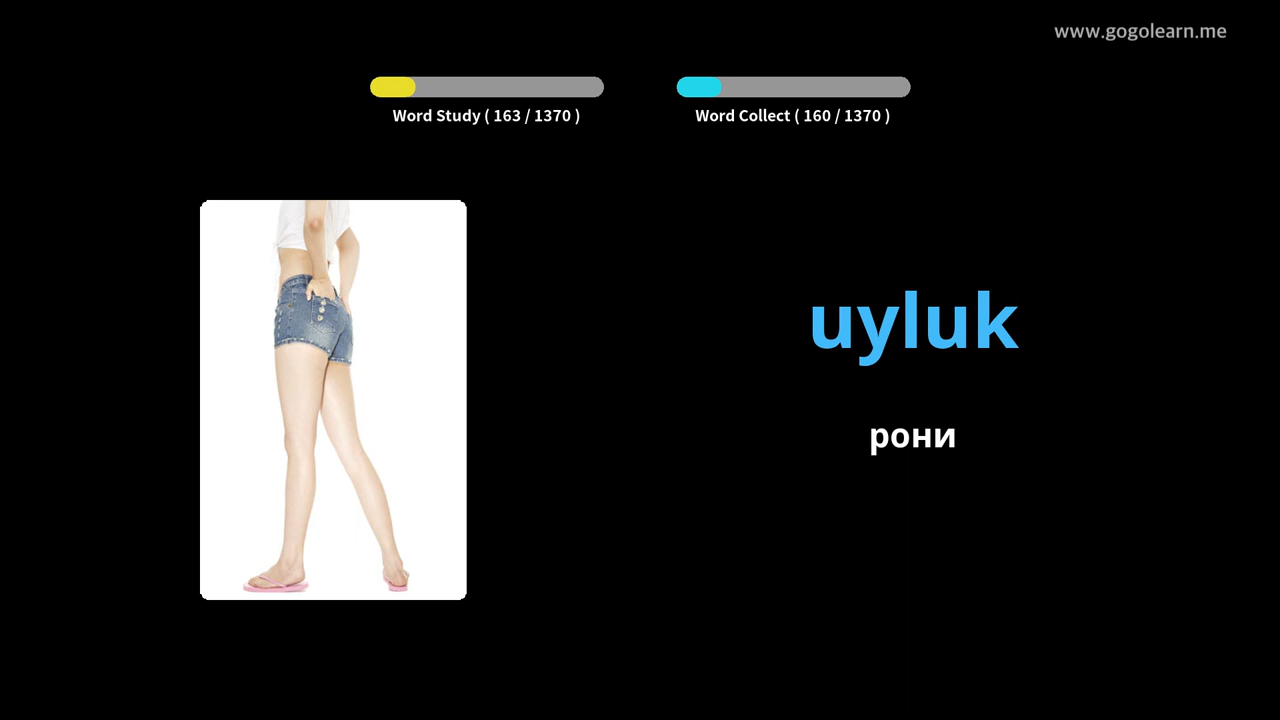 www.gogolearn.me
Word Study ( 163 / 1370 )
Word Collect ( 160 / 1370 )
uyluk
рони